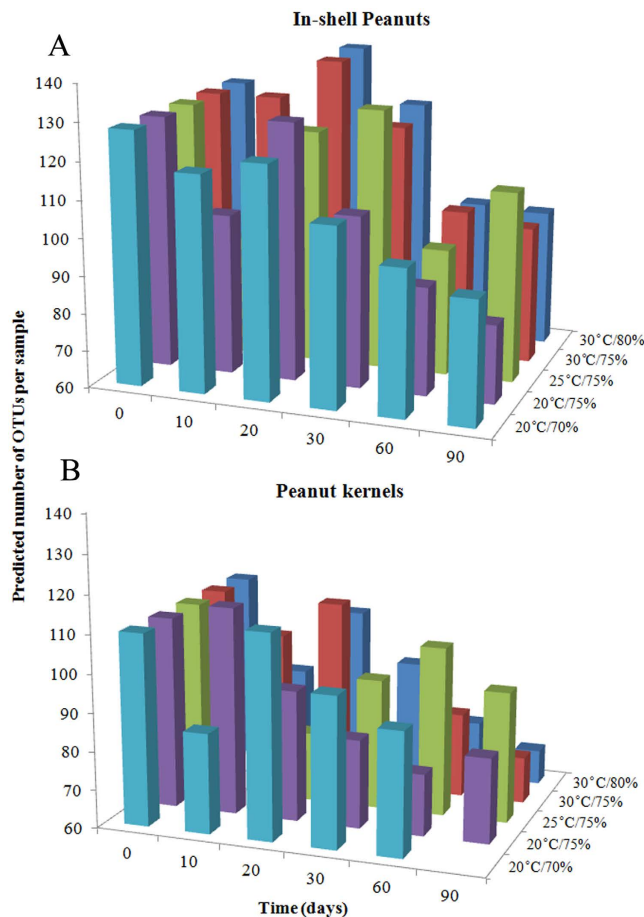 In-shell Peanuts
A
140
130
120
110
100
90
80
70
60
0
10
20
30
60
90
30°C/80%
30°C/75%
25°C/75%
20°C/75%
20°C/70%
Predicted number of OTUs per sample
B
Peanut kernels
140
130
120
110
100
90
80
70
60
0
10
20
30
60
90
30°C/80%
30°C/75%
25°C/75%
20°C/75%
20°C/70%
Time (days)